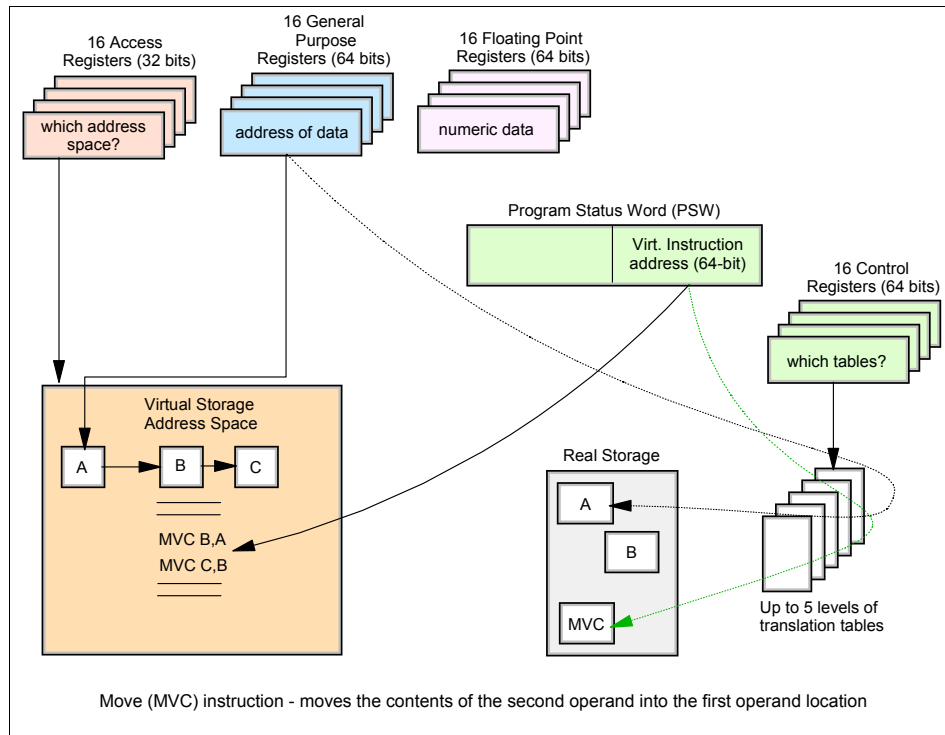 16 Access
Registers (32 bits)
which address
space?
16 General
Purpose
Registers (64 bits)
address of data
16 Floating Point
Registers (64 bits)
numeric data
Program Status Word (PSW)
Virt. Instruction
address (64-bit)
16 Control
Registers (64 bits)
which tables?
Virtual Storage
Address Space
A
B
C
MVC B,A
MVC C,B
Real Storage
A
B
MVC
Up to 5 levels of
translation tables
Move (MVC) instruction - moves the contents of the second operand into the first operand location